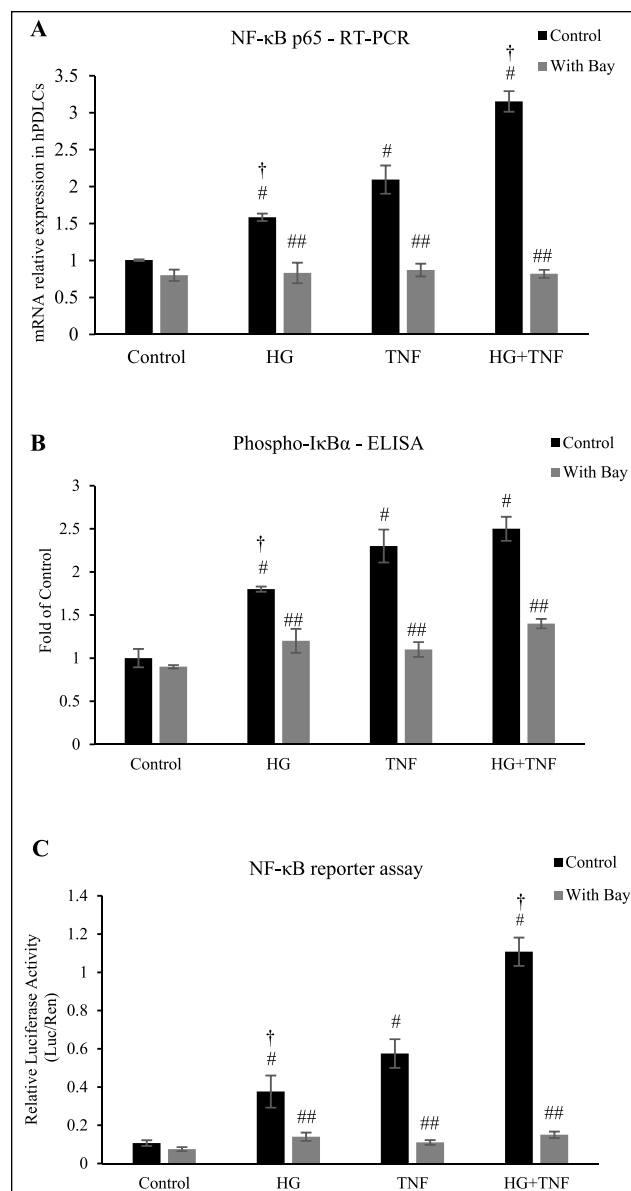 A
NF-κB p65 - RT-PCR
Control
With Bay
mRNA relative expression in hPDLCs
3.5
3
2.5
2
1.5
1
0.5
0
†
#
##
#
##
†
#
##
Control HG TNF HG+TNF
B
Phospho-IκBα - ELISA
Control
With Bay
Fold of Control
3
2.5
2
1.5
1
0.5
0
†
#
##
#
##
#
##
Control HG TNF HG+TNF
C
NF-κB reporter assay
Control
With Bay
Relative Luciferase Activity
(Luc/Ren)
1.4
1.2
1
0.8
0.6
0.4
0.2
0
†
#
##
#
##
†
#
##
Control HG TNF HG+TNF